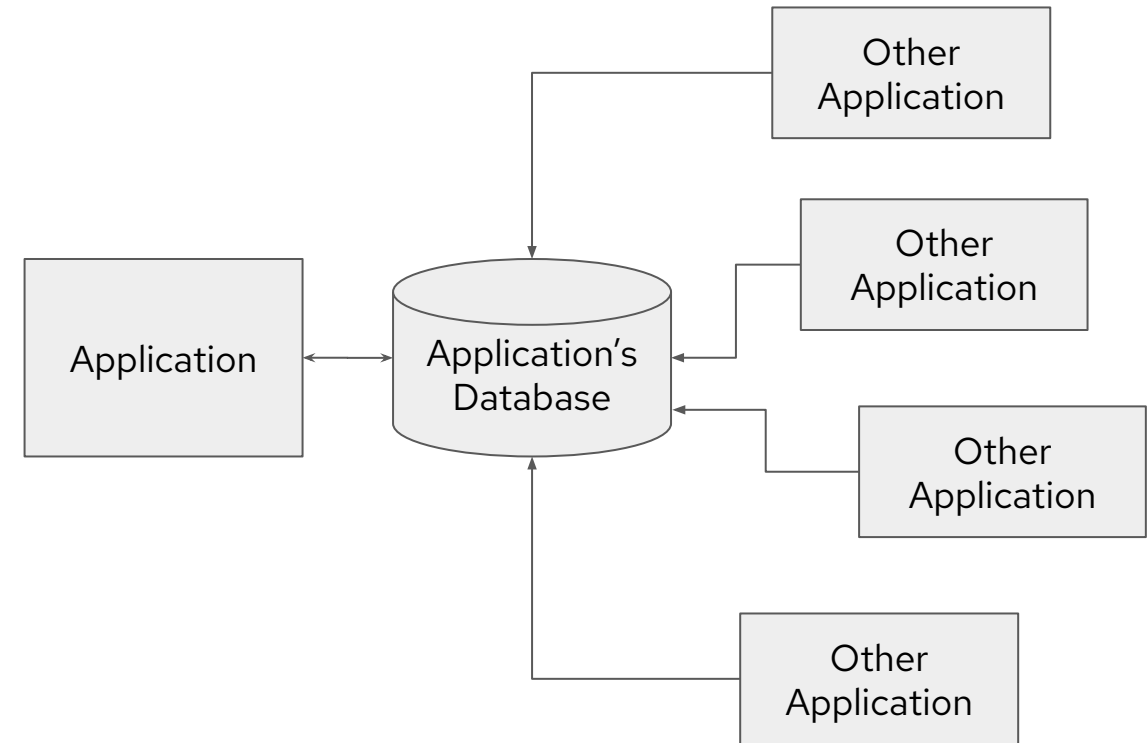 Other
Application
Other
Application
Application
Application’s
Database
Other
Application
Other
Application